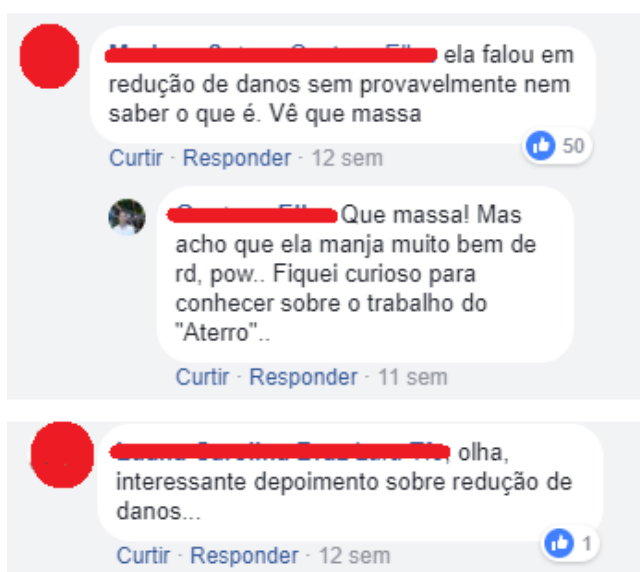 ela falou em
redução de danos sem provavelmente nem
saber o que é. Vê que massa
50
Curtir · Responder · 12 sem
Que massa! Mas
acho que ela manja muito bem de
rd, pow.. Fiquei curioso para
conhecer sobre o trabalho do
"Aterro"..
Curtir · Responder · 11 sem
olha,
interessante depoimento sobre redução de
danos...
1
Curtir · Responder · 12 sem